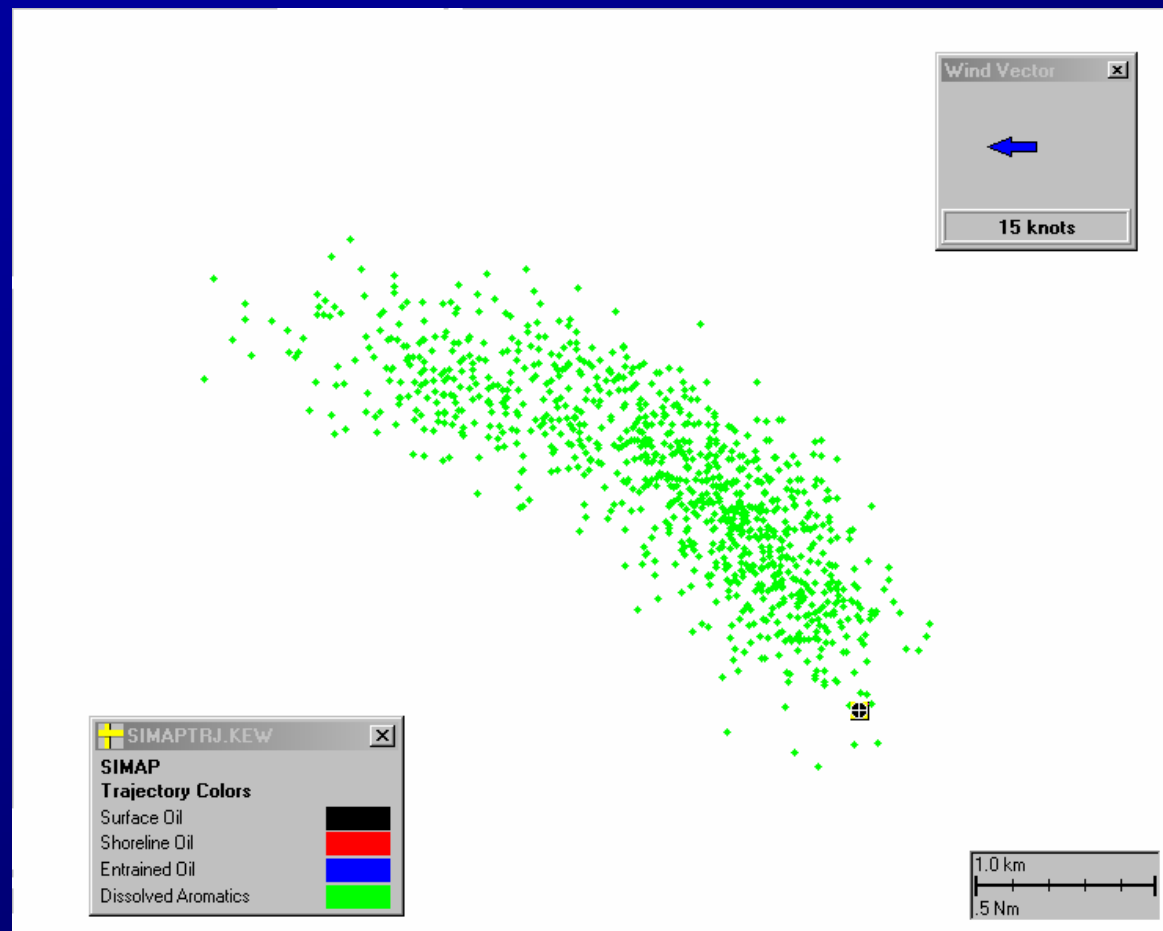 Wind Vector
15 knots
SIMAPTRJ.KEW
SIMAP
Trajectory Colors
Surface Oil
Shoreline Oil
Entrained Oil
Dissolved Aromatics
1.0 km
.5 Nm